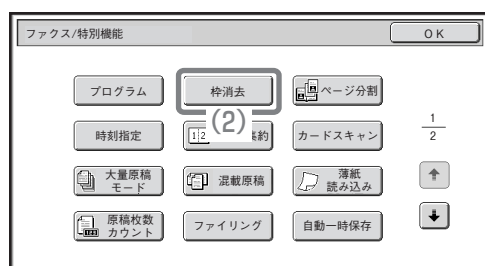 ファクス/特別機能
OK
プログラム
枠消去
ページ分割
時刻指定
(2)
12
約
カードスキャン
1
2
大量原稿
モード
混載原稿
薄紙
読み込み
原稿枚数
カウント
ファイリング
自動一時保存